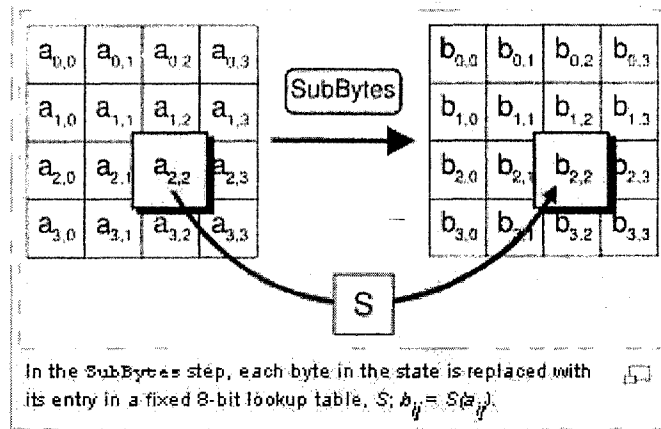 a0,0 a0,1 a0,2 a0,3 b0,0 b0,1 b0,2 b0,3
SubBytes
a1,0 a1,1 a1,2 a1,3 b1,0 b1,1 b1,2 b1,3
a2,0 a2,1 a2,2 a2,3 b2,0 b2,1 b2,2 b2,3
a3,0 a3,1 a3,2 a3,3 b3,0 b3,1 b3,2 b3,3
S
In the SubBytes step, each byte in the state is replaced with
its entry in a fixed 8-bit lookup table, S; bij = S(aij).